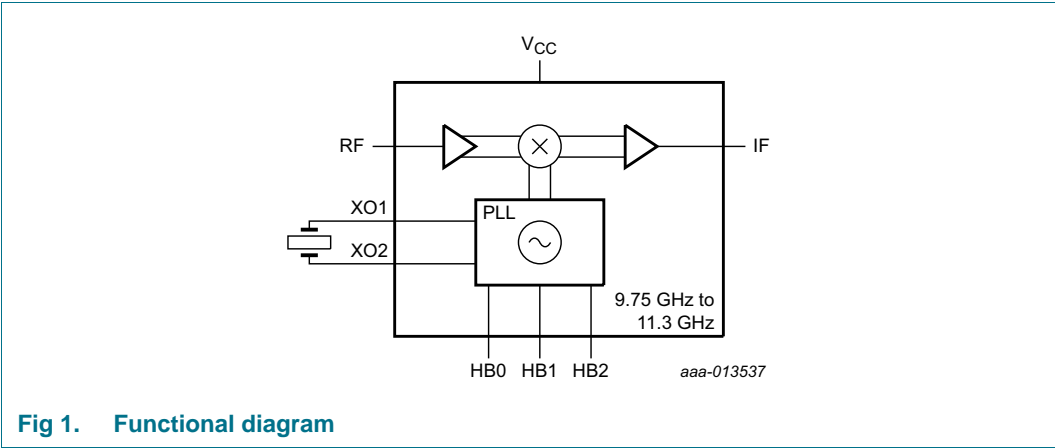 VCC
RF
IF
XO1
PLL
XO2
9.75 GHz to
11.3 GHz
HB0 HB1 HB2
aaa-013537
Fig 1. Functional diagram